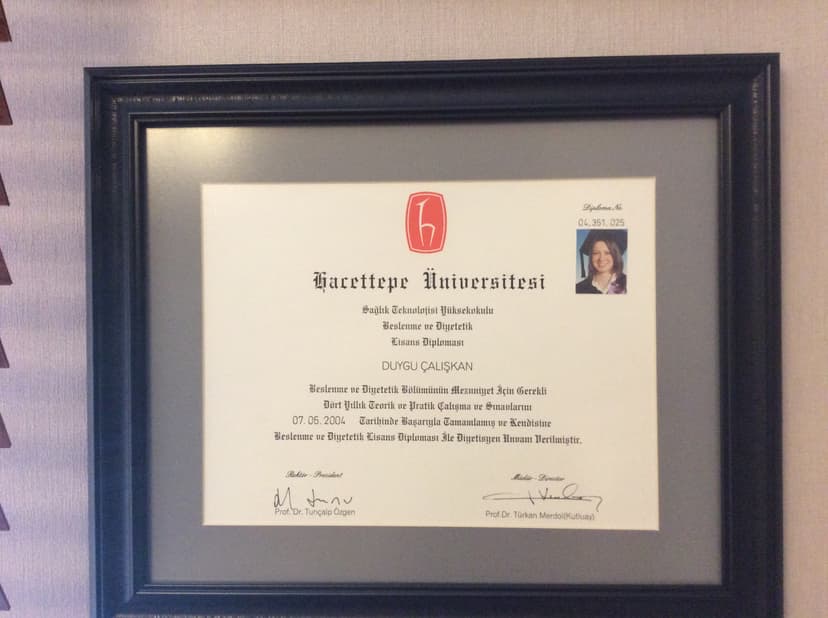 Diploma No.
04.351.025
Hacettepe Üniversitesi
Sağlık Teknolojisi Yüksekokulu
Beslenme ve Diyetetik
Lisans Diploması
DUYGU ÇALIŞKAN
Beslenme ve Diyetetik Bölümünün Mezuniyet İçin Gerekli
Dört Yıllık Teorik ve Pratik Çalışma ve Sınavlarını
07.05.2004 Tarihinde Başarıyla Tamamlamış ve Kendisine
Beslenme ve Diyetetik Lisans Diploması İle Diyetisyen Unvanı Verilmiştir.
Rektör - President
Müdür - Director
Prof. Dr. Tunçalp Özgen
Prof.Dr. Türkan Merdol(Kutluay)